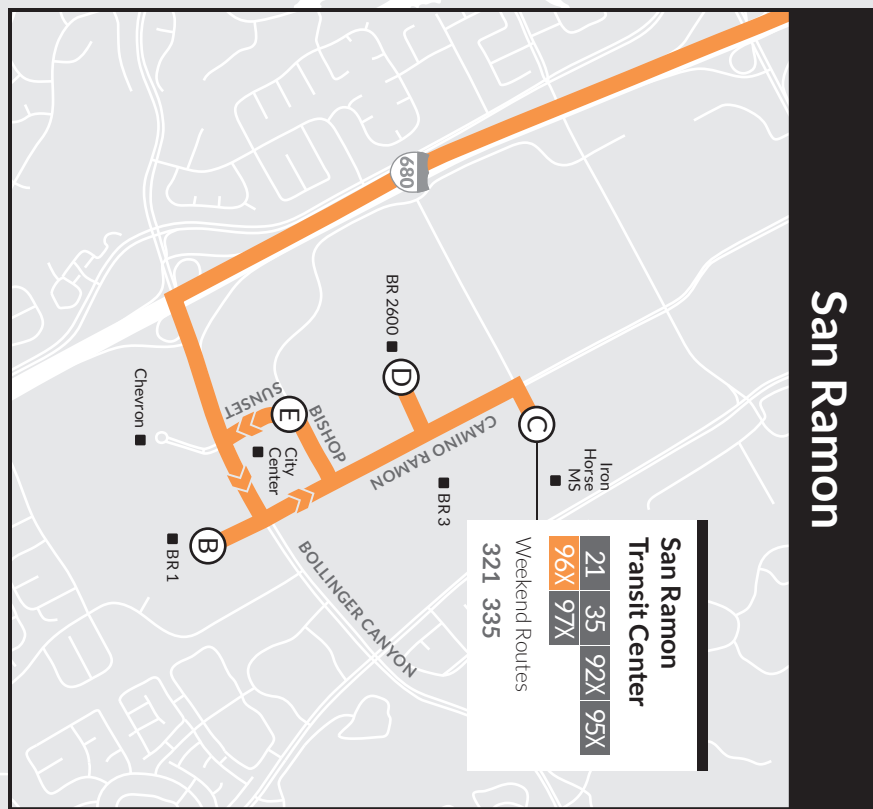 San Ramon
680
San Ramon
Transit Center
21 35 92X 95X
96X 97X
Weekend Routes
321 335
Iron
Horse
MS
C
BR 3
CAMINO RAMON
BR 2600
D
BISHOP
SUNSET
E
City
Center
Chevron
B
BR 1
BOLLINGER CANYON